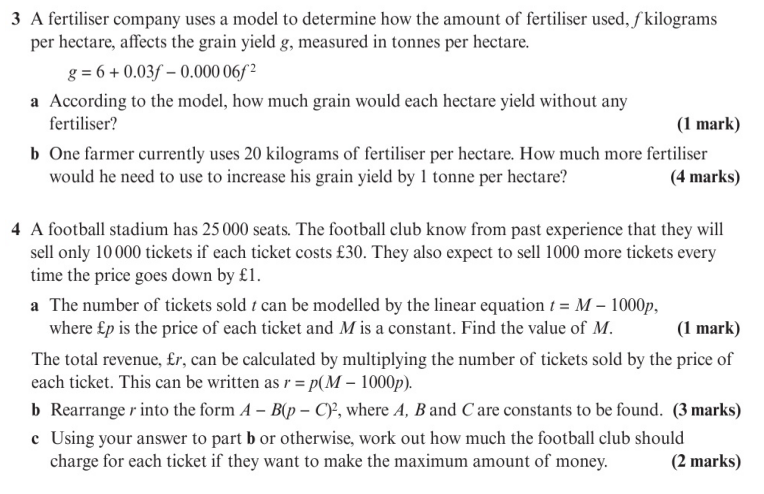 3 A fertiliser company uses a model to determine how the amount of fertiliser used, f kilograms
per hectare, affects the grain yield g, measured in tonnes per hectare.
g = 6 + 0.03f − 0.000 06f²
a According to the model, how much grain would each hectare yield without any
fertiliser? (1 mark)
b One farmer currently uses 20 kilograms of fertiliser per hectare. How much more fertiliser
would he need to use to increase his grain yield by 1 tonne per hectare? (4 marks)
4 A football stadium has 25 000 seats. The football club know from past experience that they will
sell only 10 000 tickets if each ticket costs £30. They also expect to sell 1000 more tickets every
time the price goes down by £1.
a The number of tickets sold t can be modelled by the linear equation t = M − 1000p,
where £p is the price of each ticket and M is a constant. Find the value of M. (1 mark)
The total revenue, £r, can be calculated by multiplying the number of tickets sold by the price of
each ticket. This can be written as r = p(M − 1000p).
b Rearrange r into the form A − B(p − C)², where A, B and C are constants to be found. (3 marks)
c Using your answer to part b or otherwise, work out how much the football club should
charge for each ticket if they want to make the maximum amount of money. (2 marks)